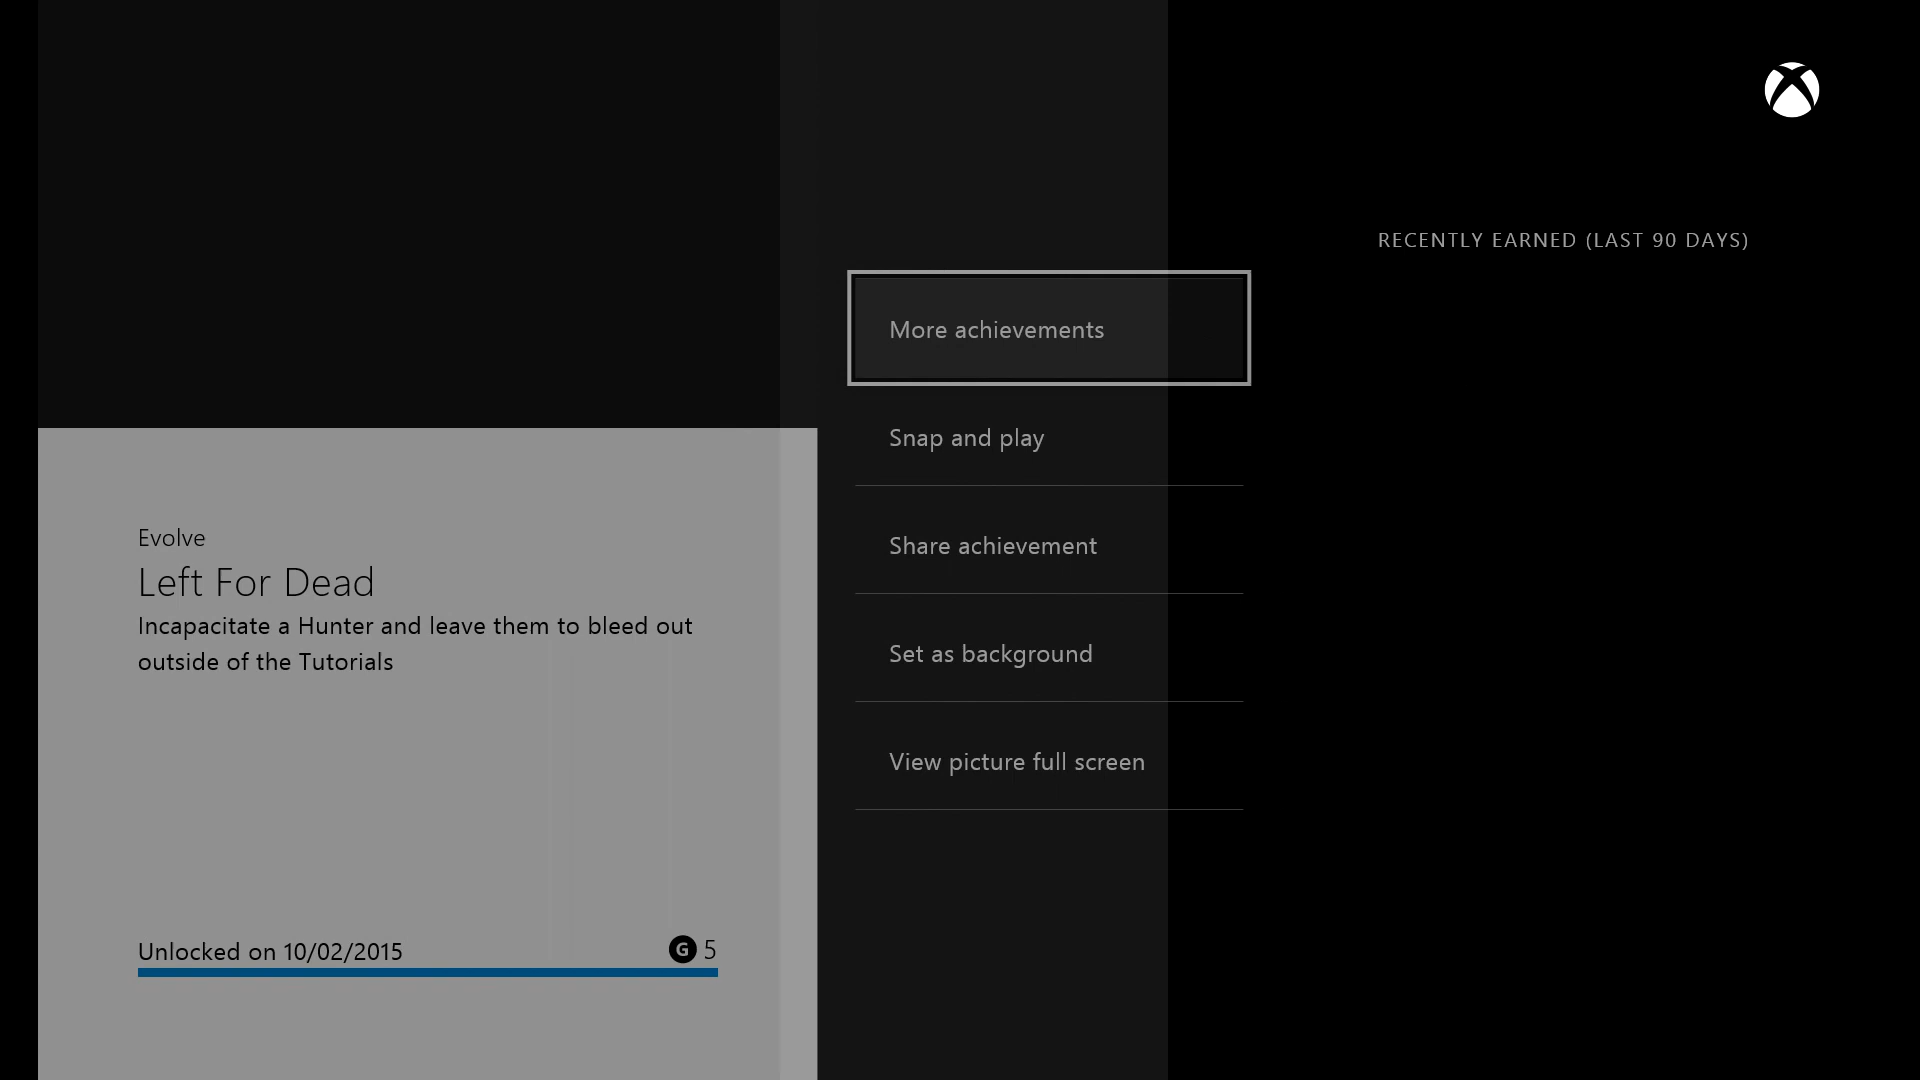 RECENTLY EARNED (LAST 90 DAYS)
More achievements
Snap and play
Share achievement
Set as background
View picture full screen
Evolve
Left For Dead
Incapacitate a Hunter and leave them to bleed out
outside of the Tutorials
Unlocked on 10/02/2015
G 5